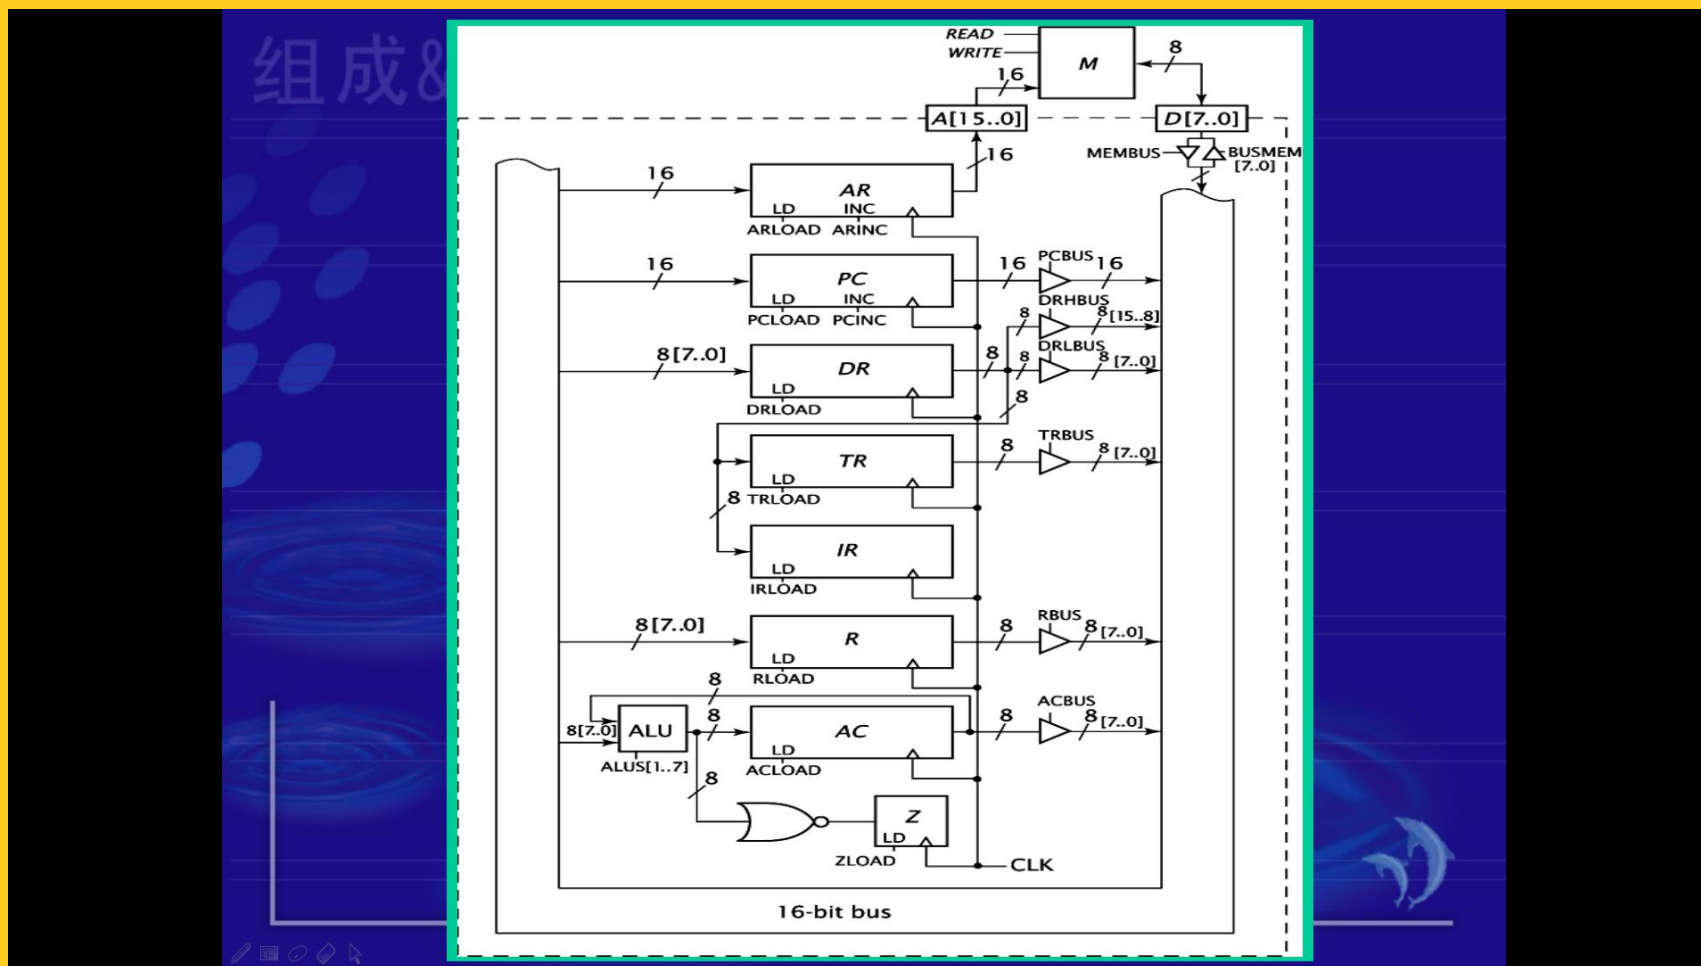 组成&
READ
WRITE
M
8
16
A[15..0]
D[7..0]
16
MEMBUS
BUSMEM
[7..0]
16
AR
LD
INC
ARLOAD
ARINC
16
PC
LD
INC
PCLOAD
PCINC
16
PCBUS
16
DRHBUS
8
8[15..8]
8[7..0]
DR
LD
DRLOAD
8
8
DRLBUS
8[7..0]
8
TR
LD
TRLOAD
8
TRBUS
8[7..0]
8
IR
LD
IRLOAD
8[7..0]
R
LD
RLOAD
8
RBUS
8[7..0]
8
8[7..0]
ALU
ALUS[1..7]
8
AC
LD
ACLOAD
8
ACBUS
8[7..0]
8
Z
LD
ZLOAD
CLK
16-bit bus